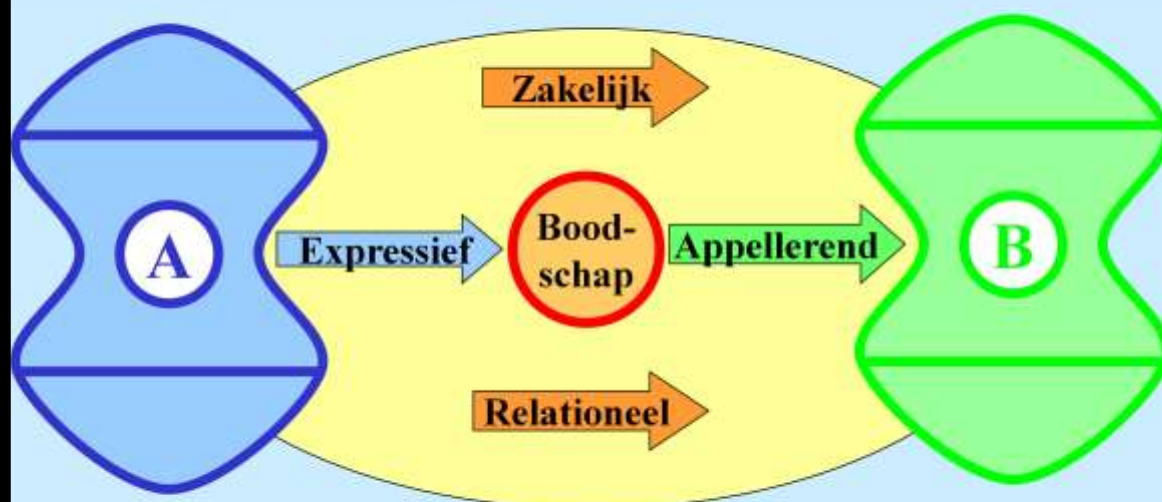 Zakelijk
A
Expressief
Bood-
schap
Appellerend
B
Relationeel